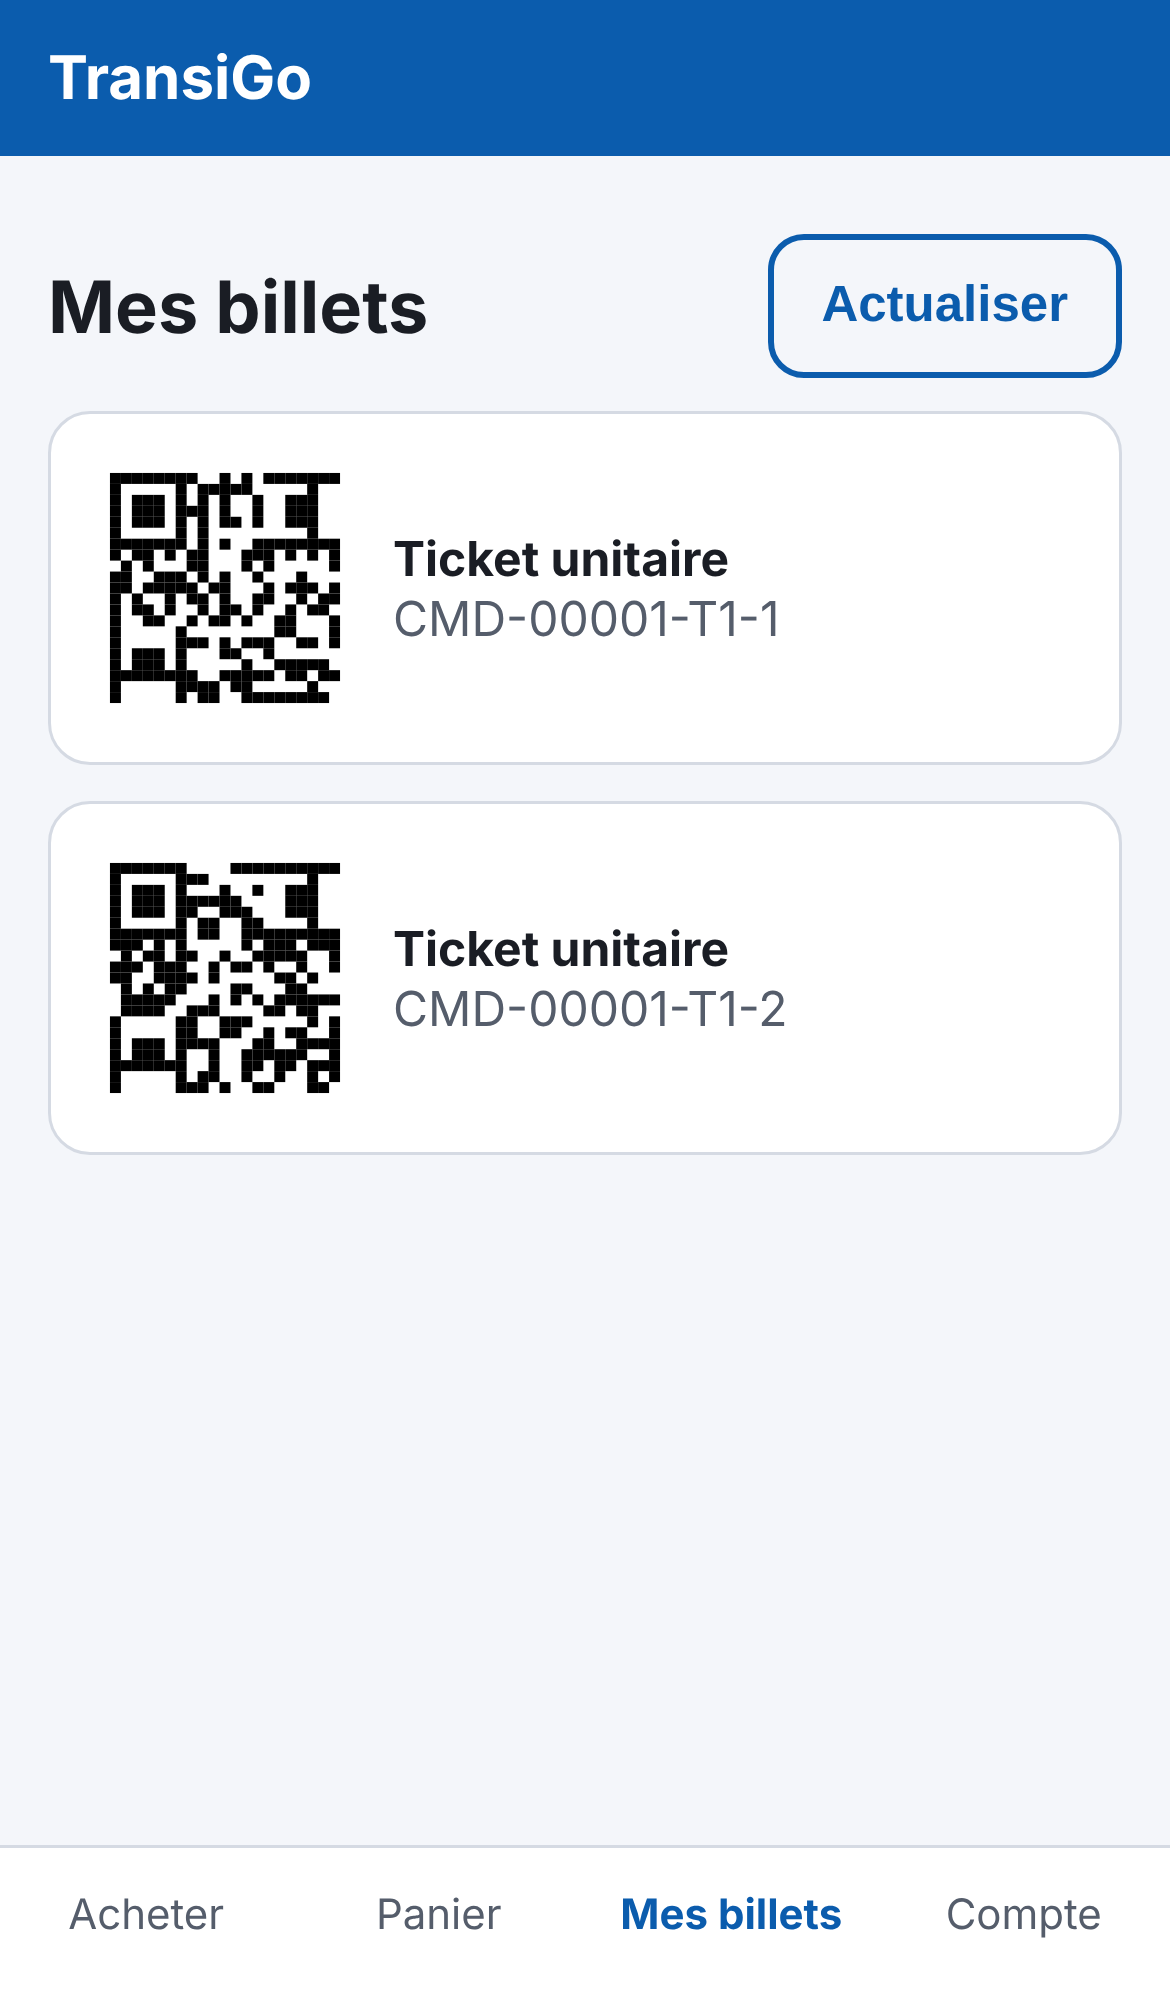 TransiGo
Mes billets
Actualiser
Ticket unitaire
CMD-00001-T1-1
Ticket unitaire
CMD-00001-T1-2
Acheter
Panier
Mes billets
Compte